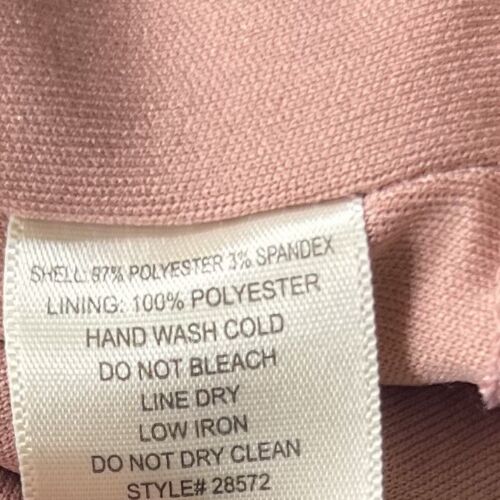 SHELL: 97% POLYESTER 3% SPANDEX
LINING: 100% POLYESTER
HAND WASH COLD
DO NOT BLEACH
LINE DRY
LOW IRON
DO NOT DRY CLEAN
STYLE# 28572